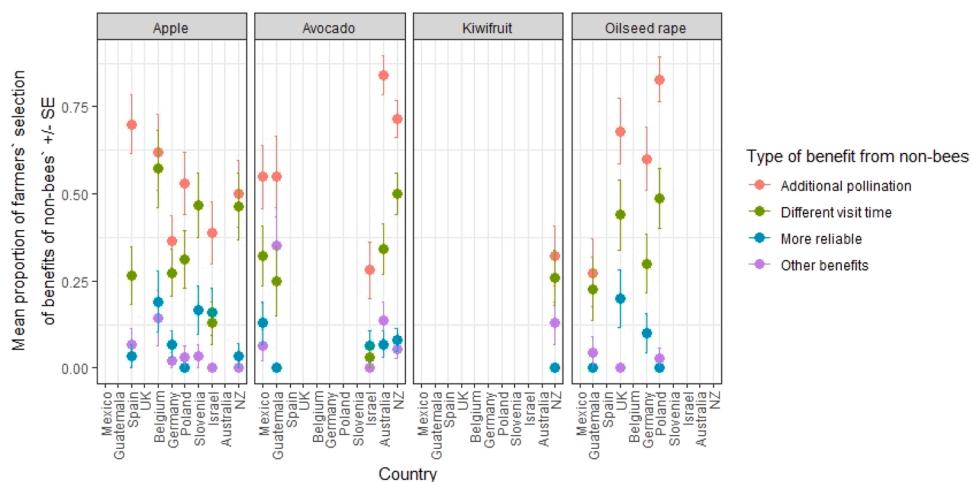 Apple
Avocado
Kiwifruit
Oilseed rape
Mean proportion of farmers` selection
of benefits of non-bees` +/- SE
0.75
0.50
0.25
0.00
Mexico
Guatemala
Spain
UK
Belgium
Germany
Poland
Slovenia
Israel
Australia
NZ
Mexico
Guatemala
Spain
UK
Belgium
Germany
Poland
Slovenia
Israel
Australia
NZ
Mexico
Guatemala
Spain
UK
Belgium
Germany
Poland
Slovenia
Israel
Australia
NZ
Mexico
Guatemala
Spain
UK
Belgium
Germany
Poland
Slovenia
Israel
Australia
NZ
Country
Type of benefit from non-bees
Additional pollination
Different visit time
More reliable
Other benefits